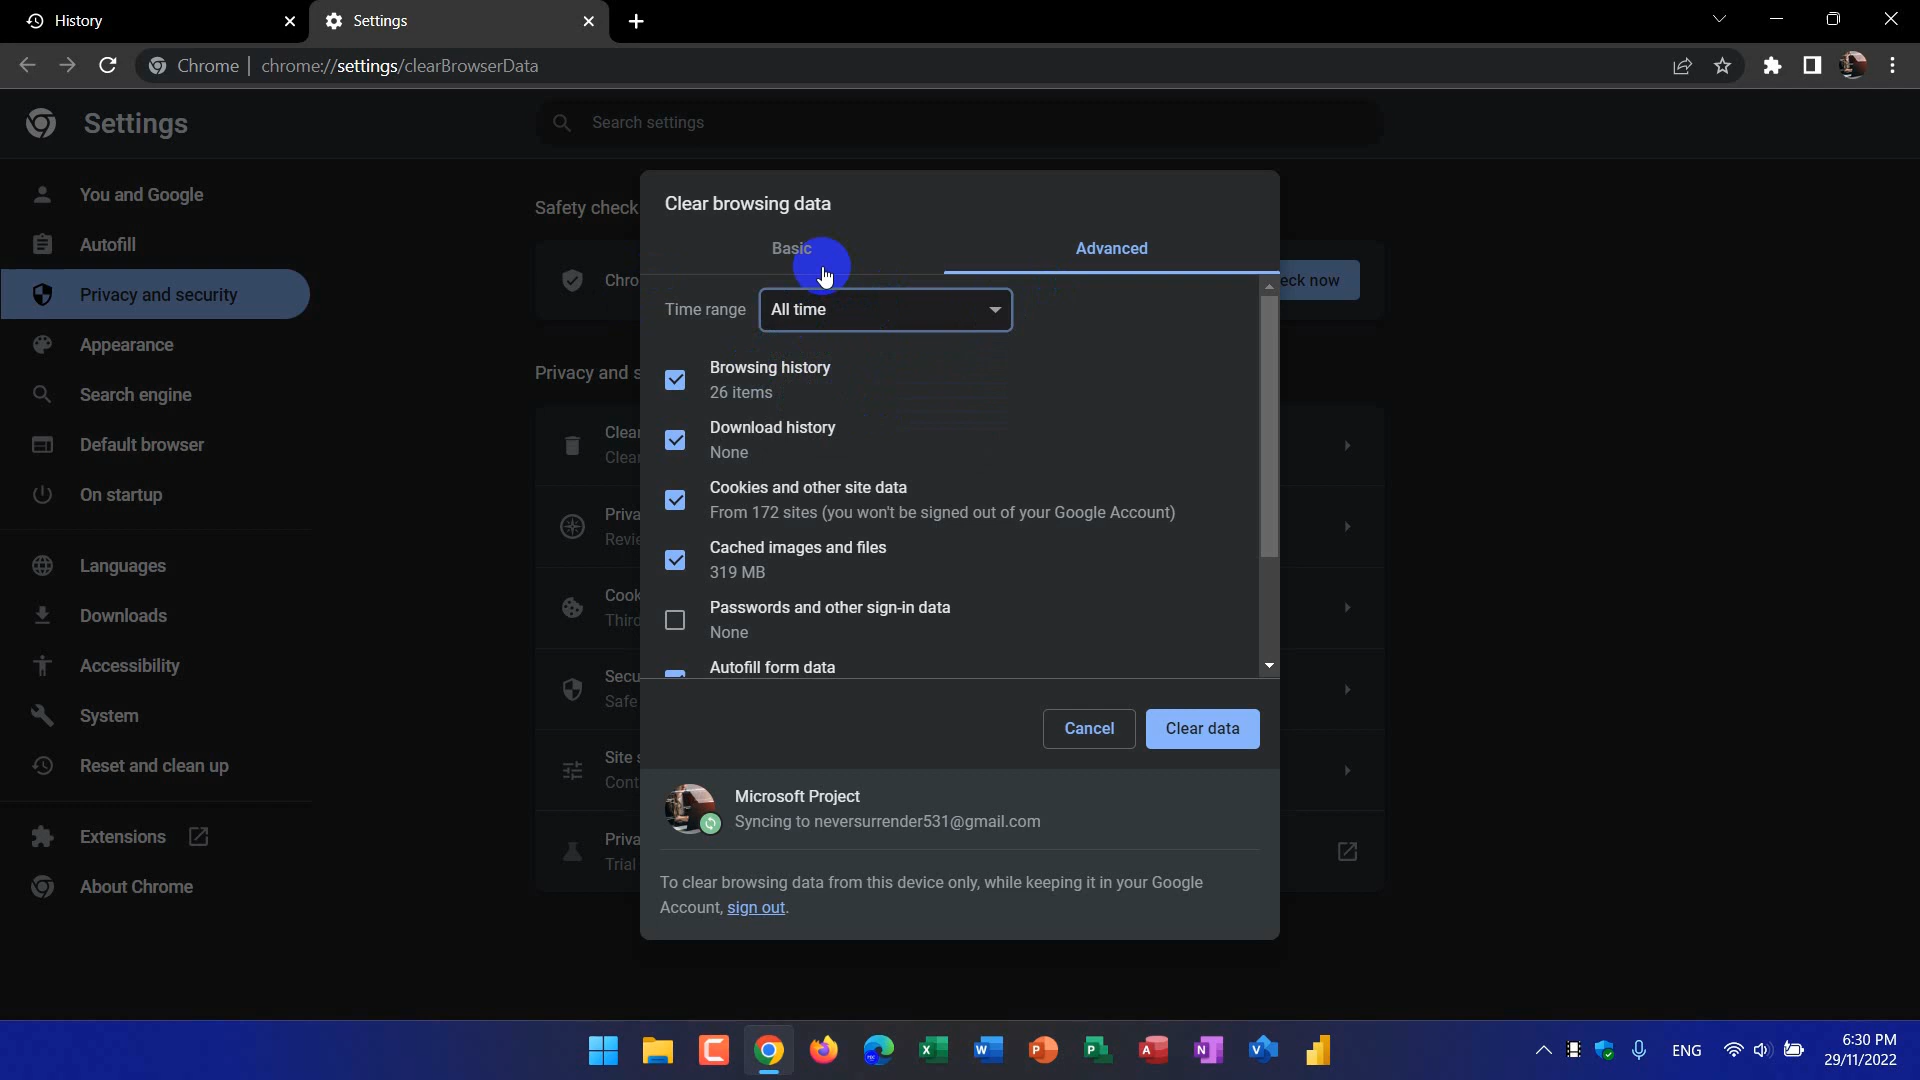 History
Settings
Chrome
chrome://settings/clearBrowserData
Settings
Search settings
You and Google
Autofill
Privacy and security
Appearance
Search engine
Default browser
On startup
Languages
Downloads
Accessibility
System
Reset and clean up
Extensions
About Chrome
Safety check
Chro
eck now
Privacy and s
Clear
Clear
Priva
Revie
Cook
Third
Secu
Safe
Site s
Cont
Priva
Trial
Clear browsing data
Basic
Advanced
Time range
All time
Browsing history
26 items
Download history
None
Cookies and other site data
From 172 sites (you won't be signed out of your Google Account)
Cached images and files
319 MB
Passwords and other sign-in data
None
Autofill form data
Cancel
Clear data
Microsoft Project
Syncing to neversurrender531@gmail.com
To clear browsing data from this device only, while keeping it in your Google
Account, sign out.
ENG
6:30 PM
29/11/2022